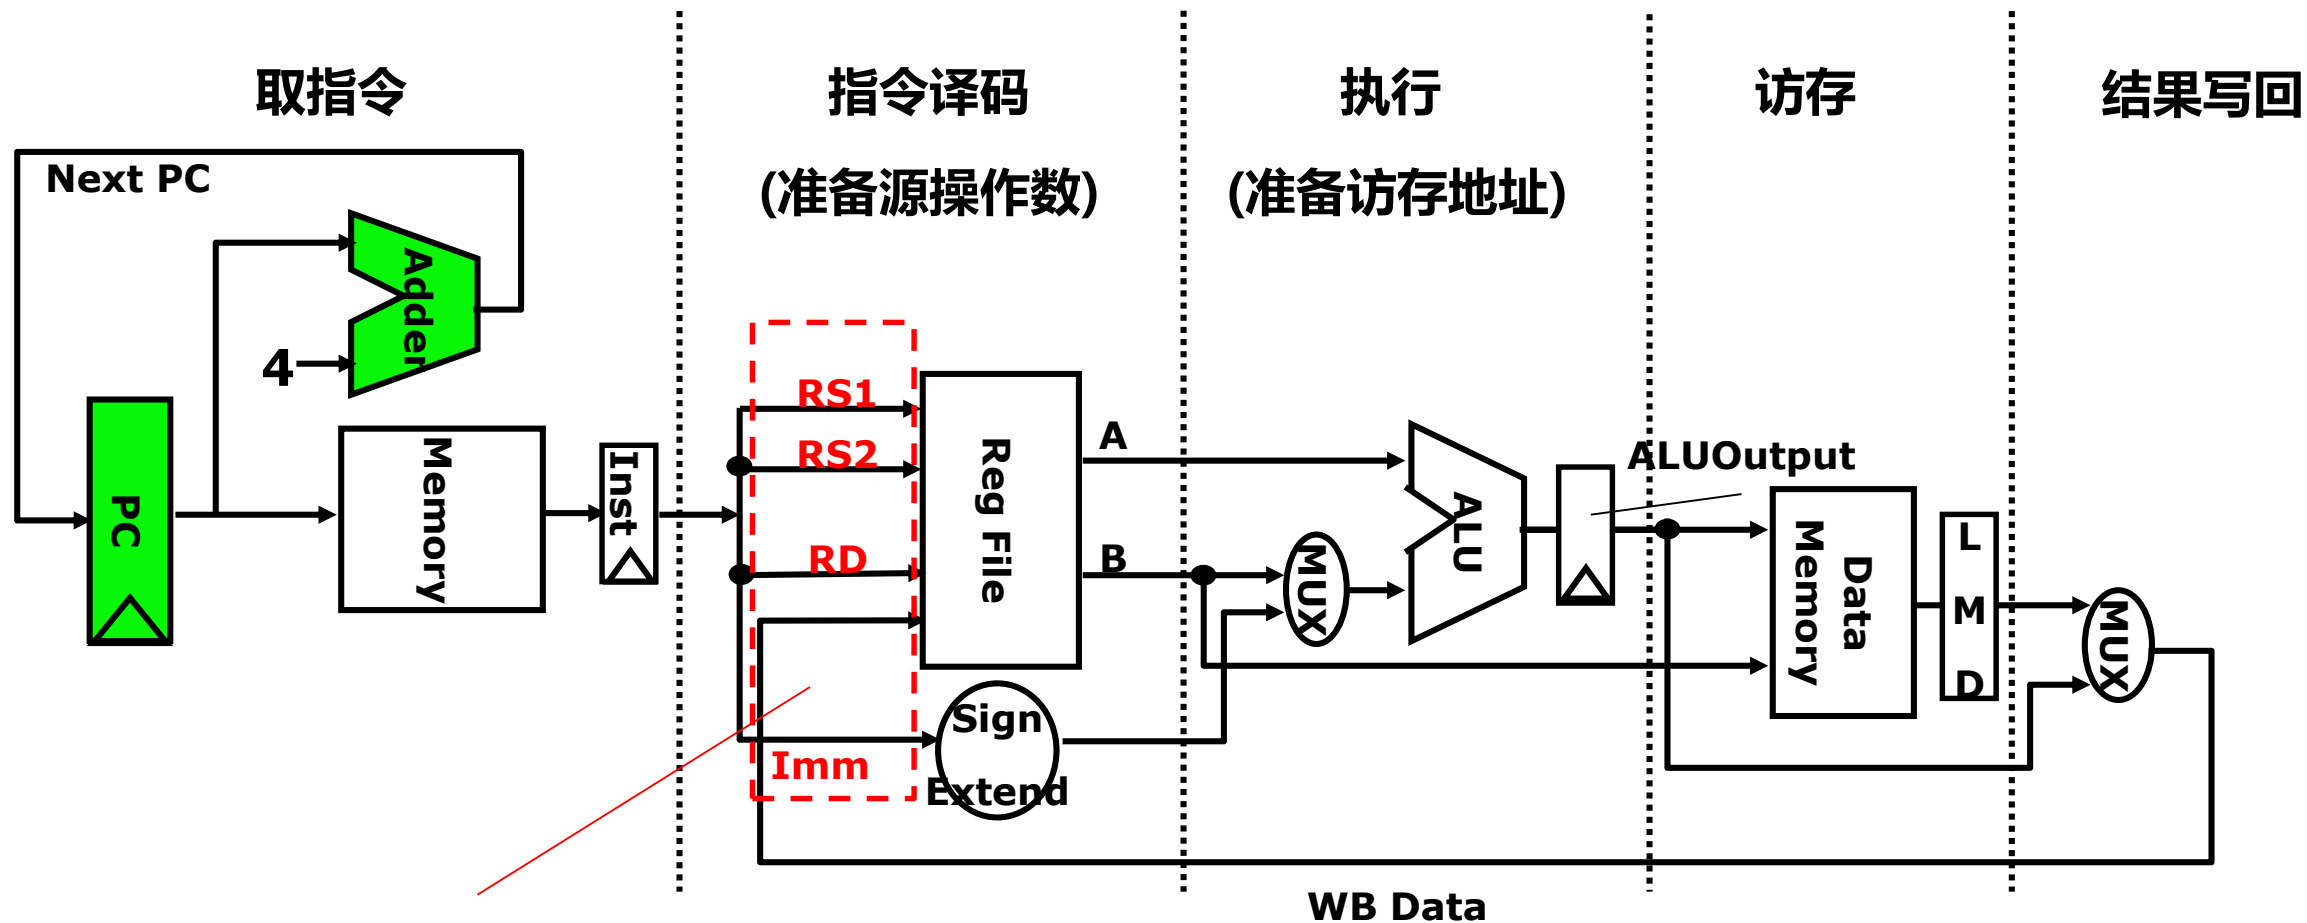 取指令
指令译码
(准备源操作数)
执行
(准备访存地址)
访存
结果写回
Next PC
Adder
4
PC
Memory
Inst
RS1
RS2
RD
Imm
Reg File
Sign
Extend
A
B
MUX
ALU
ALUOutput
Data
Memory
L
M
D
MUX
WB Data